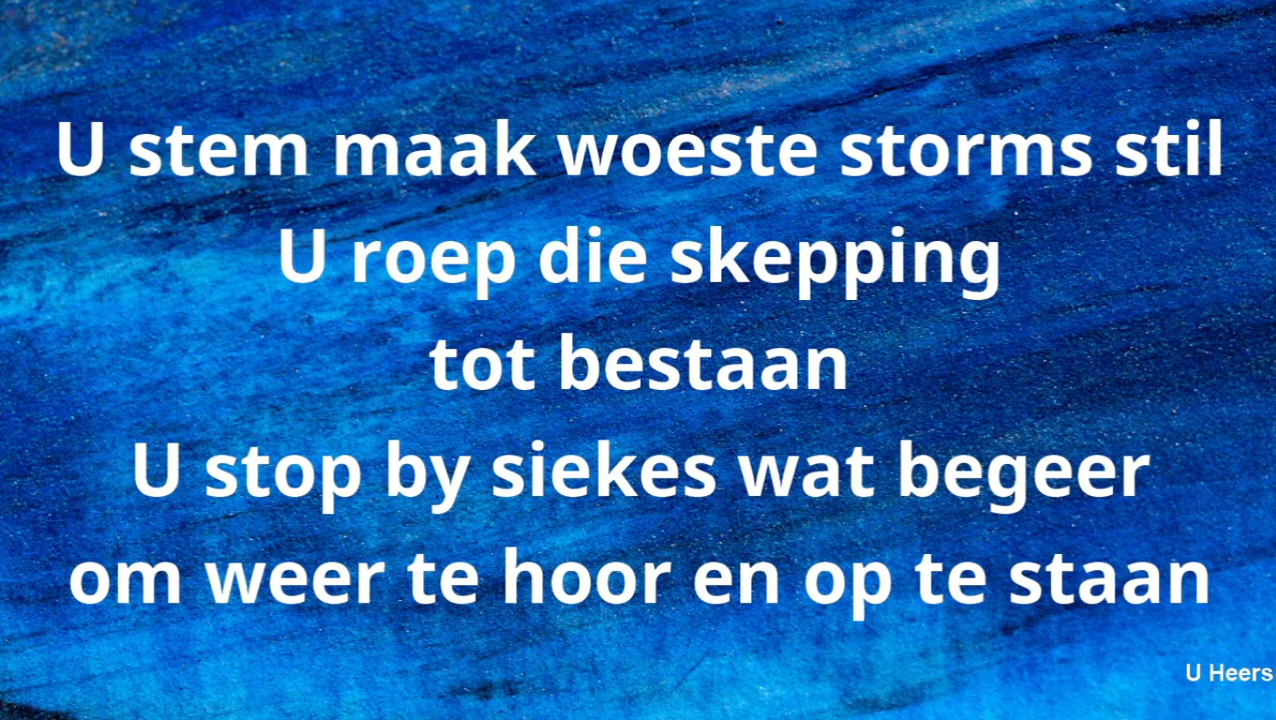 U stem maak woeste storms stil
U roep die skepping
tot bestaan
U stop by siekes wat begeer
om weer te hoor en op te staan
U Heers